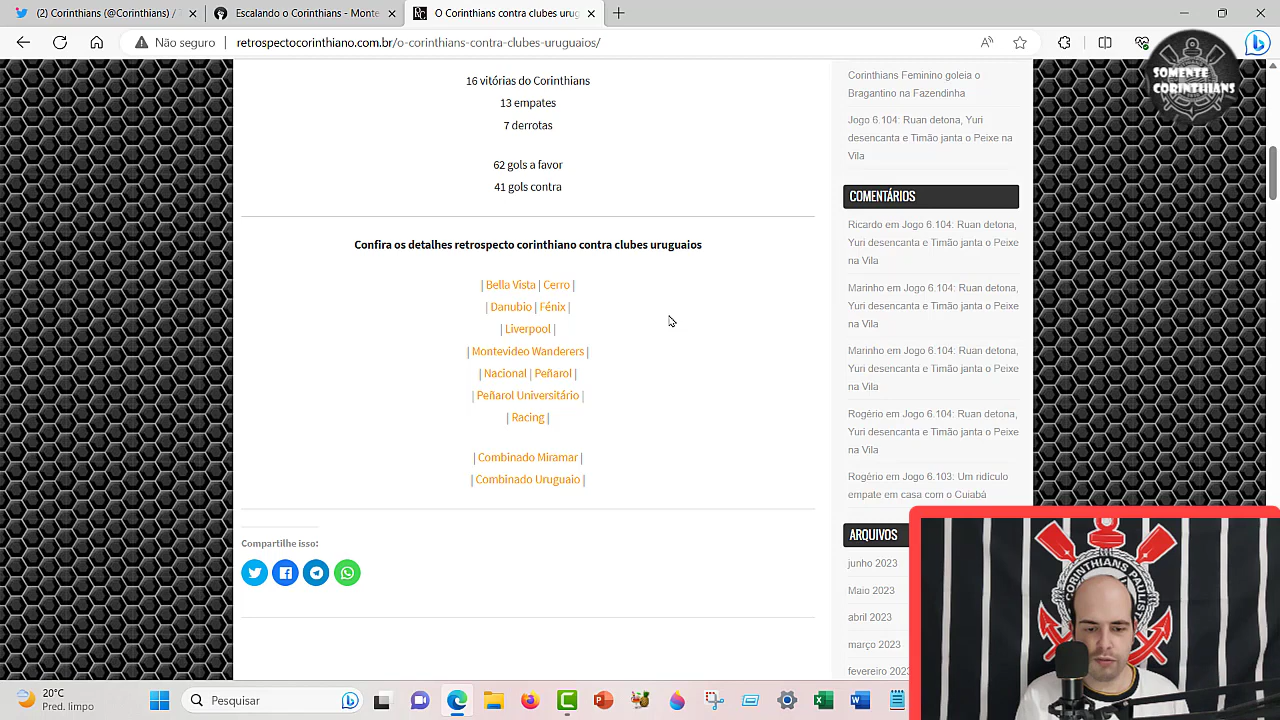 (2) Corinthians (@Corinthians) /
Escalando o Corinthians - Monte
O Corinthians contra clubes urug
Não seguro
retrospectocorinthiano.com.br/o-corinthians-contra-clubes-uruguaios/
SOMENTE
CORINTHIANS
16 vitórias do Corinthians
13 empates
7 derrotas
62 gols a favor
41 gols contra
Confira os detalhes retrospecto corinthiano contra clubes uruguaios
| Bella Vista | Cerro |
| Danubio | Fénix |
| Liverpool |
| Montevideo Wanderers |
| Nacional | Peñarol |
| Peñarol Universitário |
| Racing |
| Combinado Miramar |
| Combinado Uruguaio |
Compartilhe isso:
Corinthians Feminino goleia o
Bragantino na Fazendinha
Jogo 6.104: Ruan detona, Yuri
desencanta e Timão janta o Peixe na
Vila
COMENTÁRIOS
Ricardo em Jogo 6.104: Ruan detona,
Yuri desencanta e Timão janta o Peixe
na Vila
Marinho em Jogo 6.104: Ruan detona,
Yuri desencanta e Timão janta o Peixe
na Vila
Marinho em Jogo 6.104: Ruan detona,
Yuri desencanta e Timão janta o Peixe
na Vila
Rogério em Jogo 6.104: Ruan detona,
Yuri desencanta e Timão janta o Peixe
na Vila
Rogério em Jogo 6.103: Um ridículo
empate em casa com o Cuiabá
ARQUIVOS
junho 2023
Maio 2023
abril 2023
março 2023
fevereiro 2023
CORINTHIANS PAULISTA
20°C
Pred. limpo
Pesquisar